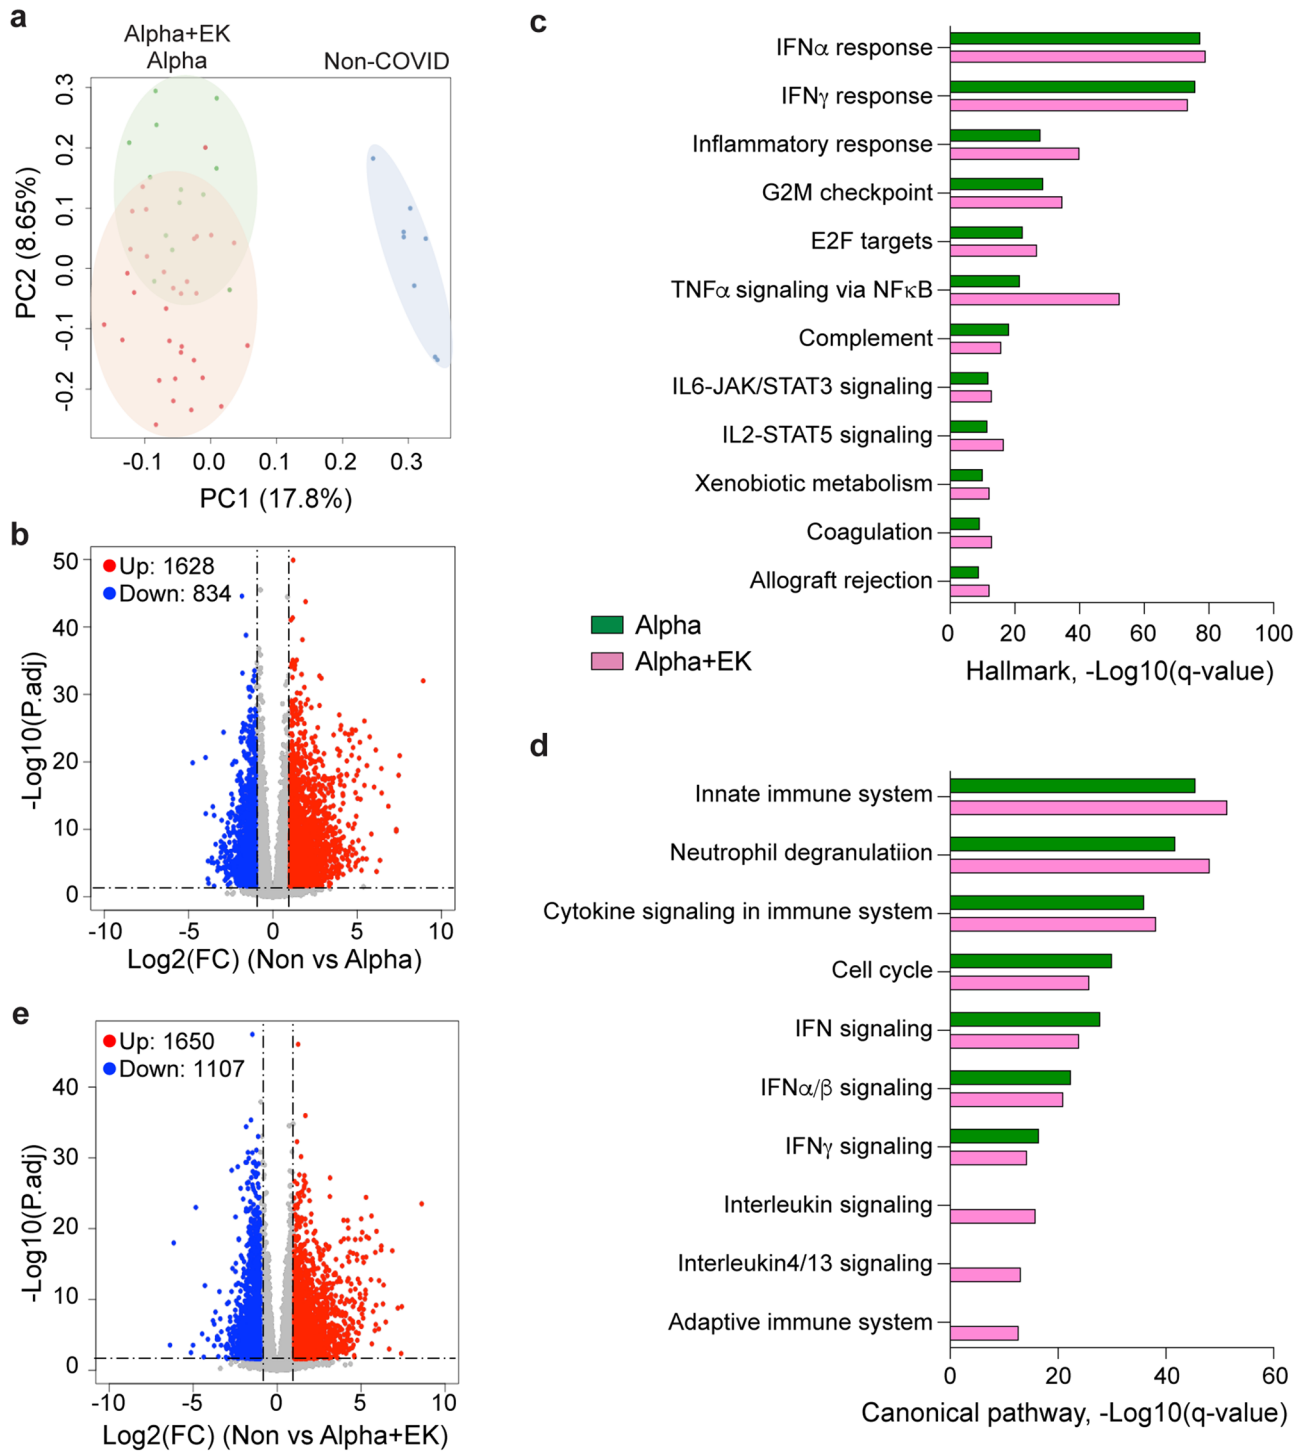 a
Alpha+EK
Alpha
Non-COVID
PC2 (8.65%)
0.3
0.2
0.1
0.0
-0.1
-0.2
-0.1 0.0 0.1 0.2 0.3
PC1 (17.8%)
b
Up: 1628
Down: 834
-Log10(P.adj)
50
40
30
20
10
0
-10 -5 0 5 10
Log2(FC) (Non vs Alpha)
c
IFNα response
IFNγ response
Inflammatory response
G2M checkpoint
E2F targets
TNFα signaling via NFκB
Complement
IL6-JAK/STAT3 signaling
IL2-STAT5 signaling
Xenobiotic metabolism
Coagulation
Allograft rejection
0 20 40 60 80 100
Hallmark, -Log10(q-value)
Alpha
Alpha+EK
d
Innate immune system
Neutrophil degranulatiion
Cytokine signaling in immune system
Cell cycle
IFN signaling
IFNα/β signaling
IFNγ signaling
Interleukin signaling
Interleukin4/13 signaling
Adaptive immune system
0 20 40 60
Canonical pathway, -Log10(q-value)
e
Up: 1650
Down: 1107
-Log10(P.adj)
40
30
20
10
0
-10 -5 0 5 10
Log2(FC) (Non vs Alpha+EK)